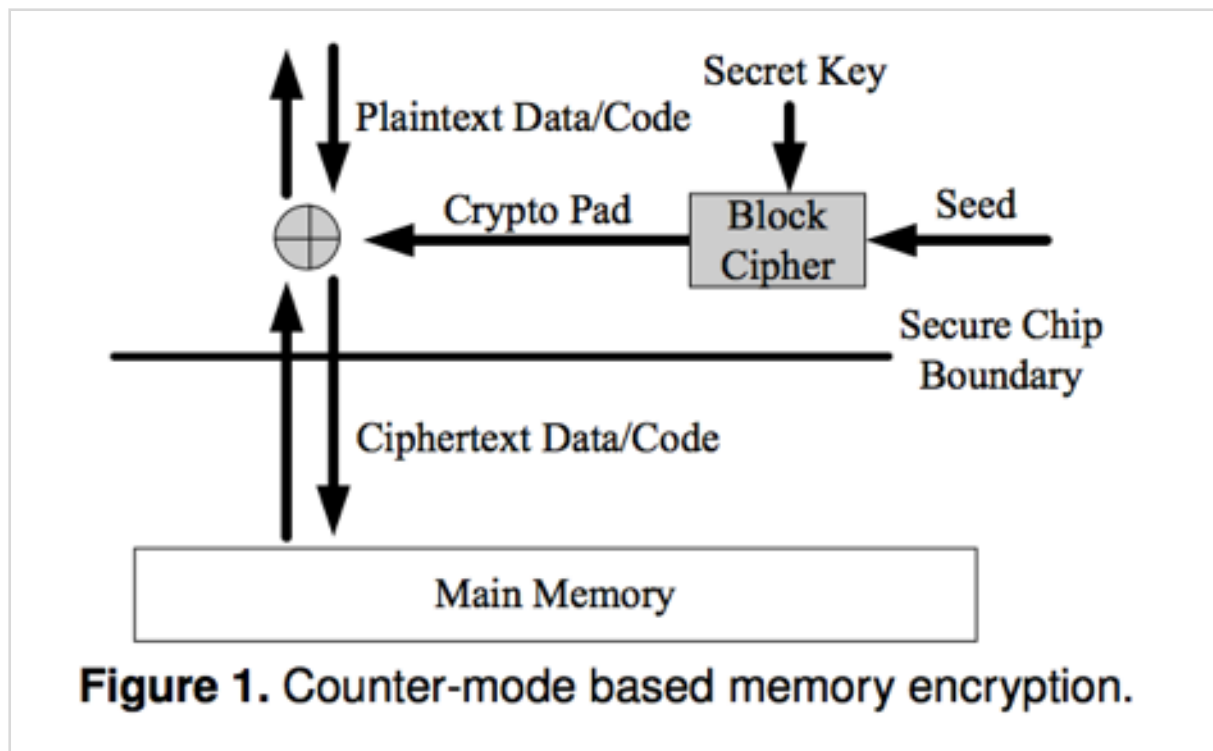 Secret Key
Plaintext Data/Code
Crypto Pad
Block
Cipher
Seed
Secure Chip
Boundary
Ciphertext Data/Code
Main Memory
Figure 1. Counter-mode based memory encryption.